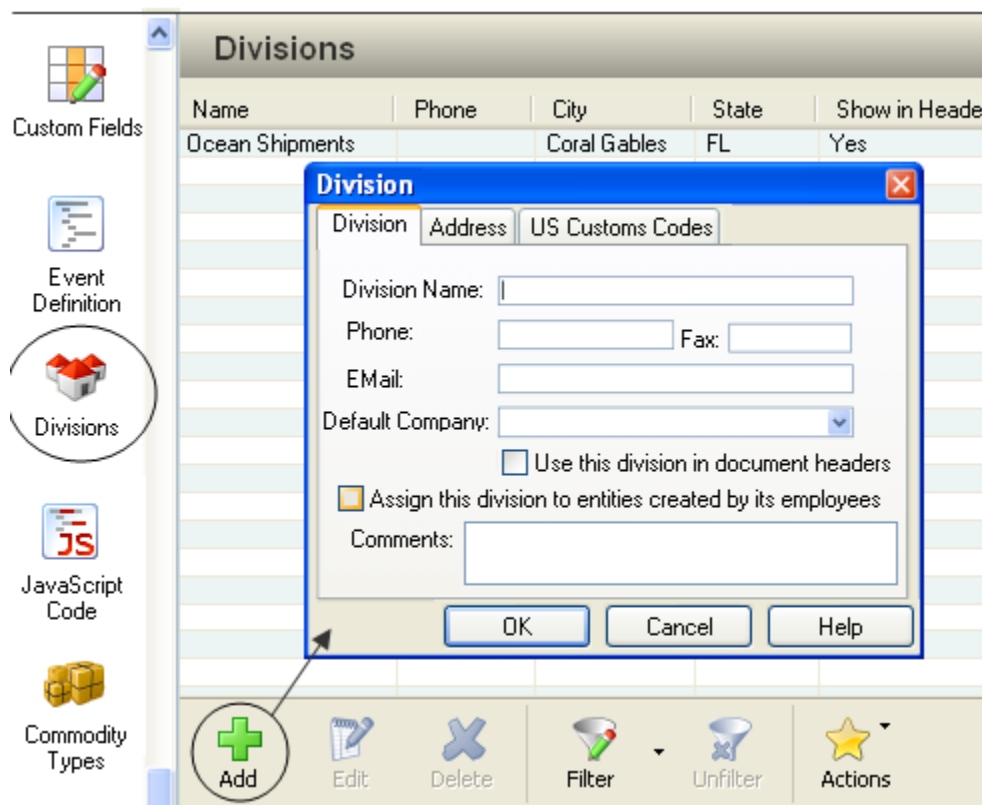 Custom Fields
Event
Definition
Divisions
JavaScript
Code
Commodity
Types
Divisions
Name Phone City State Show in Heade
Ocean Shipments Coral Gables FL Yes
Division
Division Address US Customs Codes
Division Name:
Phone: Fax:
EMail:
Default Company:
Use this division in document headers
Assign this division to entities created by its employees
Comments:
OK Cancel Help
Add Edit Delete Filter Unfilter Actions